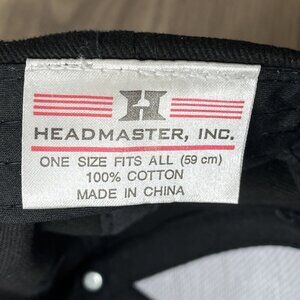 H
HEADMASTER, INC.
ONE SIZE FITS ALL (59 cm)
100% COTTON
MADE IN CHINA